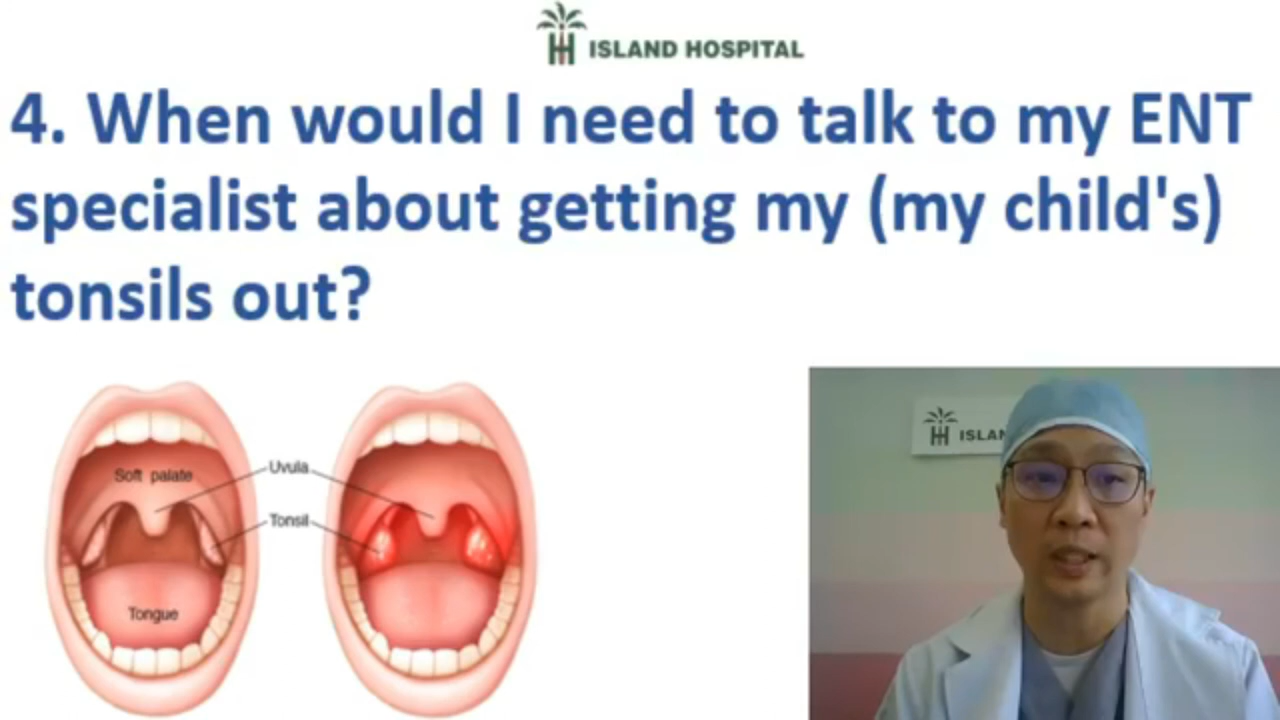 ISLAND HOSPITAL
4. When would I need to talk to my ENT
specialist about getting my (my child's)
tonsils out?
Soft palate
Uvula
Tonsil
Tongue
ISLAN